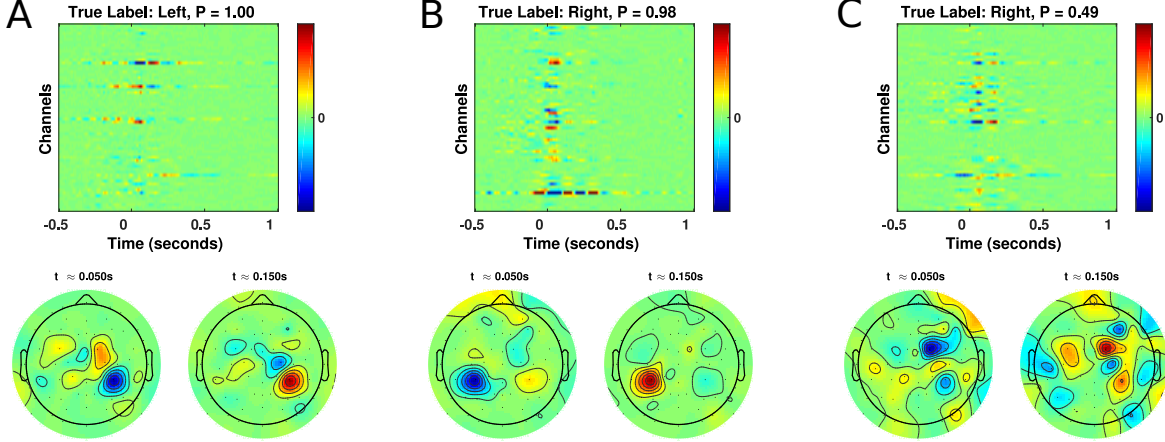 A
True Label: Left, P = 1.00
Channels
0
-0.5
0
0.5
1
Time (seconds)
t ≈ 0.050s
t ≈ 0.150s
B
True Label: Right, P = 0.98
Channels
0
-0.5
0
0.5
1
Time (seconds)
t ≈ 0.050s
t ≈ 0.150s
C
True Label: Right, P = 0.49
Channels
0
-0.5
0
0.5
1
Time (seconds)
t ≈ 0.050s
t ≈ 0.150s